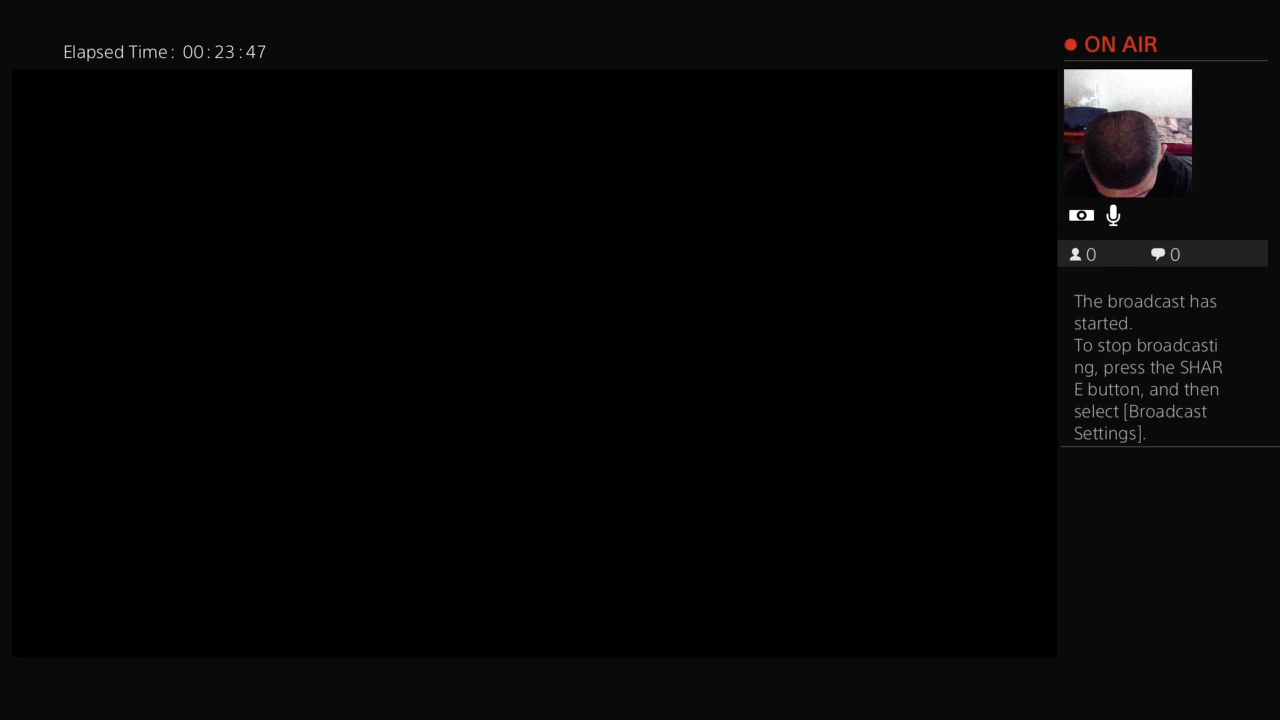 Elapsed Time: 00:23:47
ON AIR
0 0
The broadcast has
started.
To stop broadcasti
ng, press the SHAR
E button, and then
select [Broadcast
Settings].